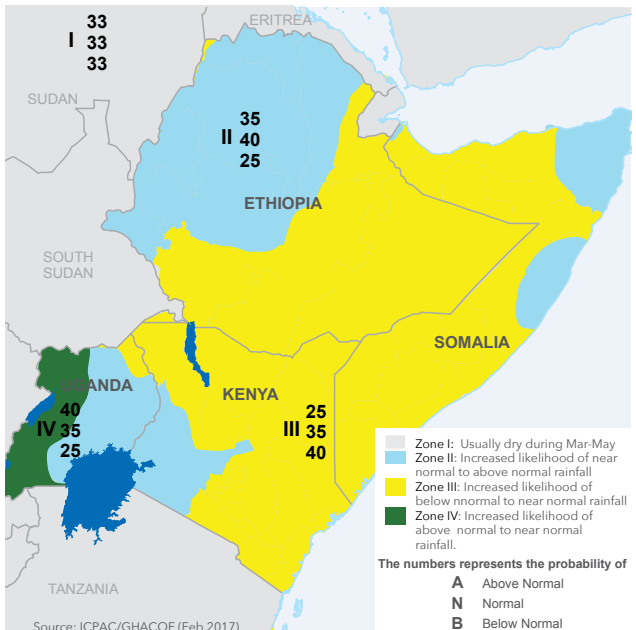 33
I 33
33
ERITREA
SUDAN
35
II 40
25
ETHIOPIA
SOUTH
SUDAN
SOMALIA
UGANDA
KENYA
40
IV 35
25
25
III 35
40
Zone I: Usually dry during Mar-May
Zone II: Increased likelihood of near
normal to above normal rainfall
Zone III: Increased likelihood of
below nnormal to near normal rainfall
Zone IV: Increased likelihood of
above normal to near normal
rainfall.
The numbers represents the probability of
A Above Normal
N Normal
B Below Normal
TANZANIA
Source: ICPAC/GHACOF (Feb 2017)